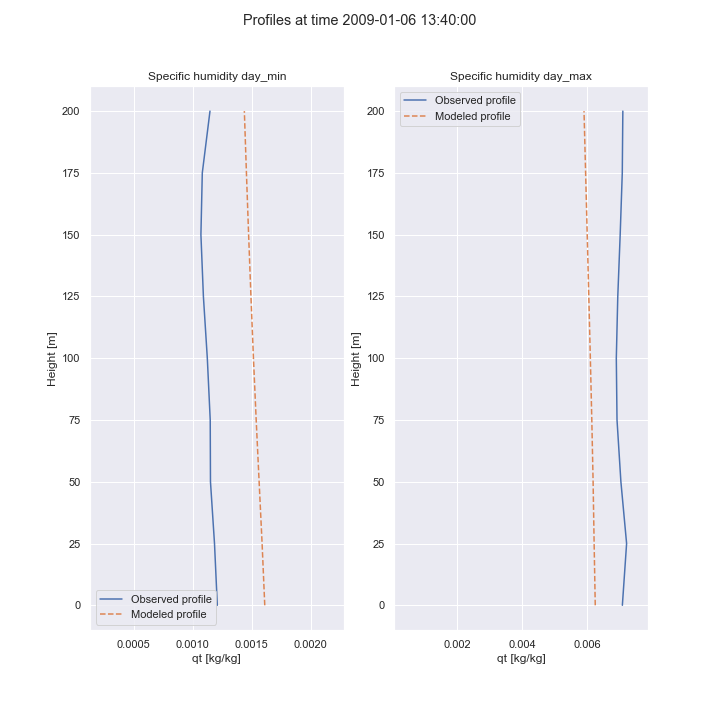 Profiles at time 2009-01-06 13:40:00
Specific humidity day_min
200
175
150
125
100
75
50
25
0
Height [m]
Observed profile
Modeled profile
0.0005 0.0010 0.0015 0.0020
qt [kg/kg]
Specific humidity day_max
Observed profile
Modeled profile
200
175
150
125
100
75
50
25
0
Height [m]
0.002 0.004 0.006
qt [kg/kg]